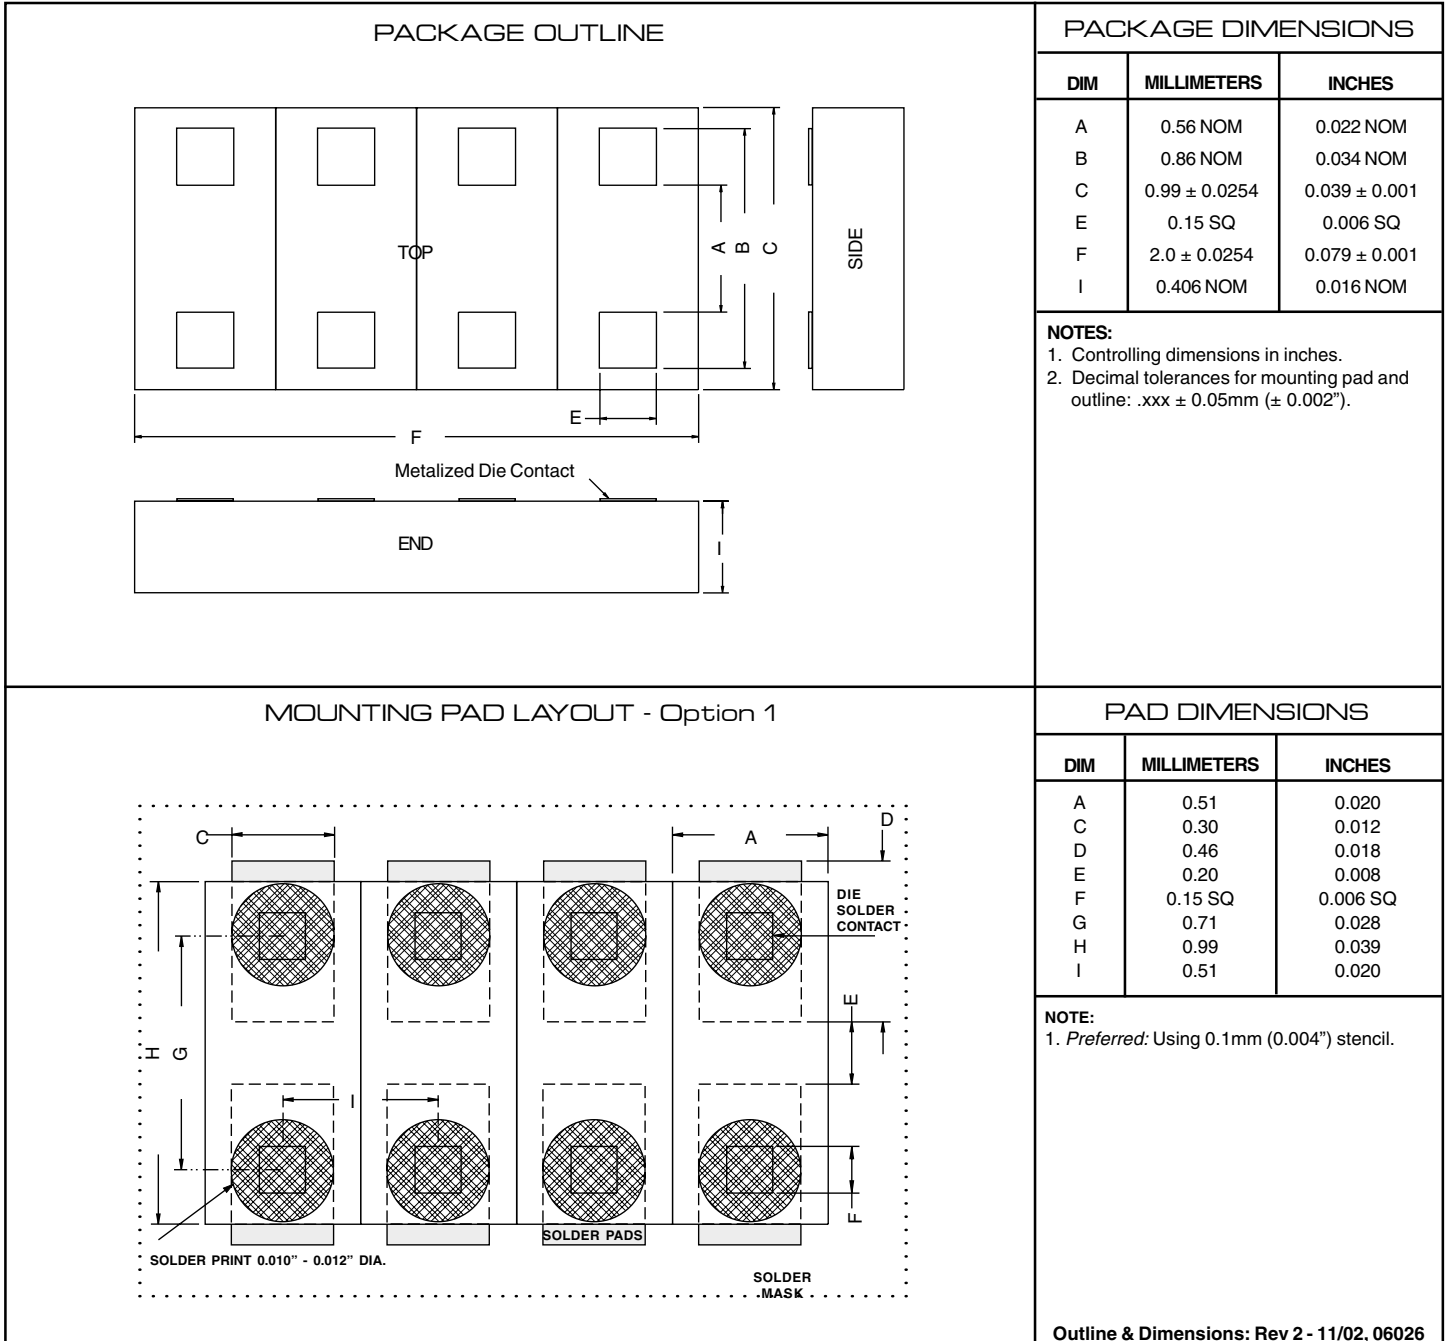 PACKAGE OUTLINE
TOP
A
B
C
SIDE
E
F
Metalized Die Contact
END
I
PACKAGE DIMENSIONS
DIM MILLIMETERS INCHES
A 0.56 NOM 0.022 NOM
B 0.86 NOM 0.034 NOM
C 0.99 ± 0.0254 0.039 ± 0.001
E 0.15 SQ 0.006 SQ
F 2.0 ± 0.0254 0.079 ± 0.001
I 0.406 NOM 0.016 NOM
NOTES:
1. Controlling dimensions in inches.
2. Decimal tolerances for mounting pad and
outline: .xxx ± 0.05mm (± 0.002”).
MOUNTING PAD LAYOUT - Option 1
C
A
D
DIE
SOLDER
CONTACT
E
H
G
I
F
SOLDER PADS
SOLDER PRINT 0.010” - 0.012” DIA.
SOLDER
MASK
PAD DIMENSIONS
DIM MILLIMETERS INCHES
A 0.51 0.020
C 0.30 0.012
D 0.46 0.018
E 0.20 0.008
F 0.15 SQ 0.006 SQ
G 0.71 0.028
H 0.99 0.039
I 0.51 0.020
NOTE:
1. Preferred: Using 0.1mm (0.004”) stencil.
Outline & Dimensions: Rev 2 - 11/02, 06026